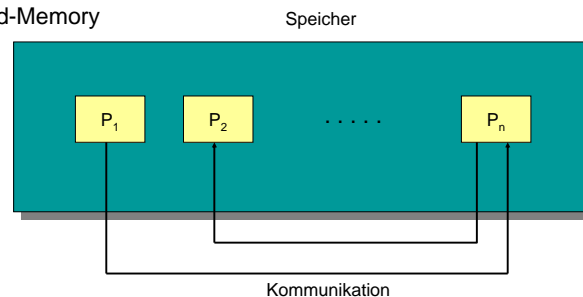 d-Memory
Speicher
P1 P2 . . . . . Pn
Kommunikation